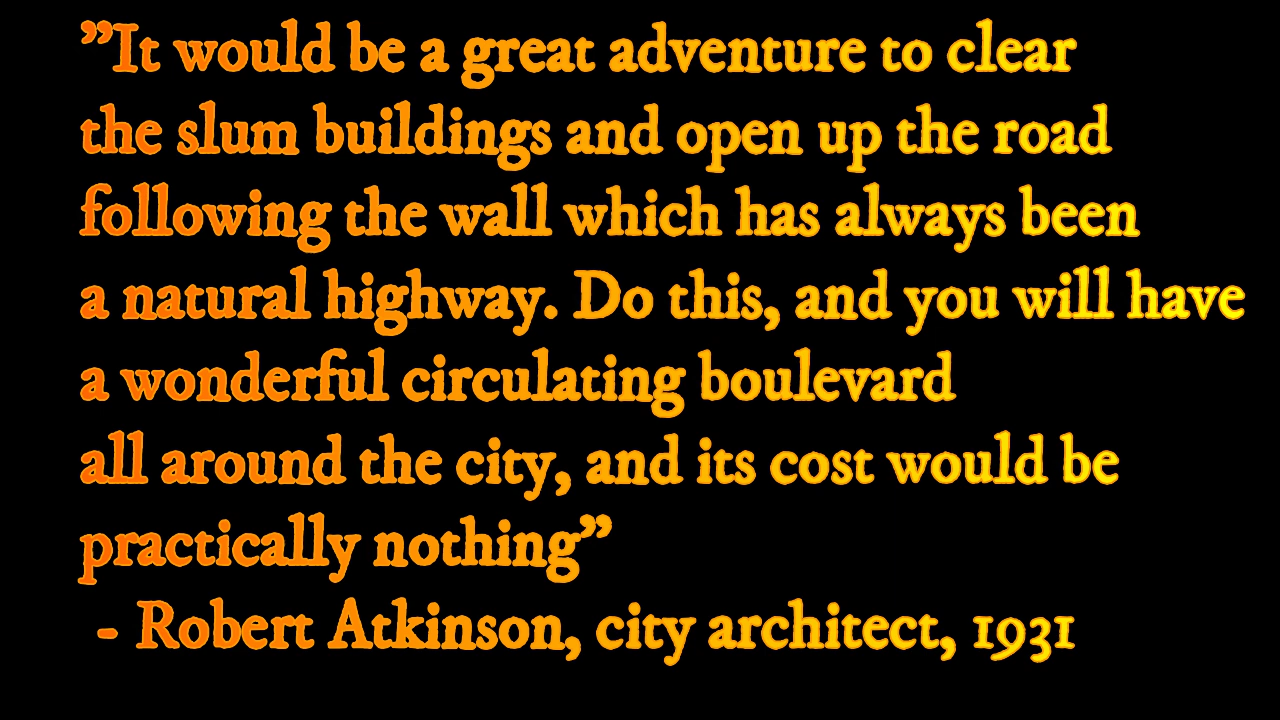 ”It would be a great adventure to clear
the slum buildings and open up the road
following the wall which has always been
a natural highway. Do this, and you will have
a wonderful circulating boulevard
all around the city, and its cost would be
practically nothing”
- Robert Atkinson, city architect, 1931